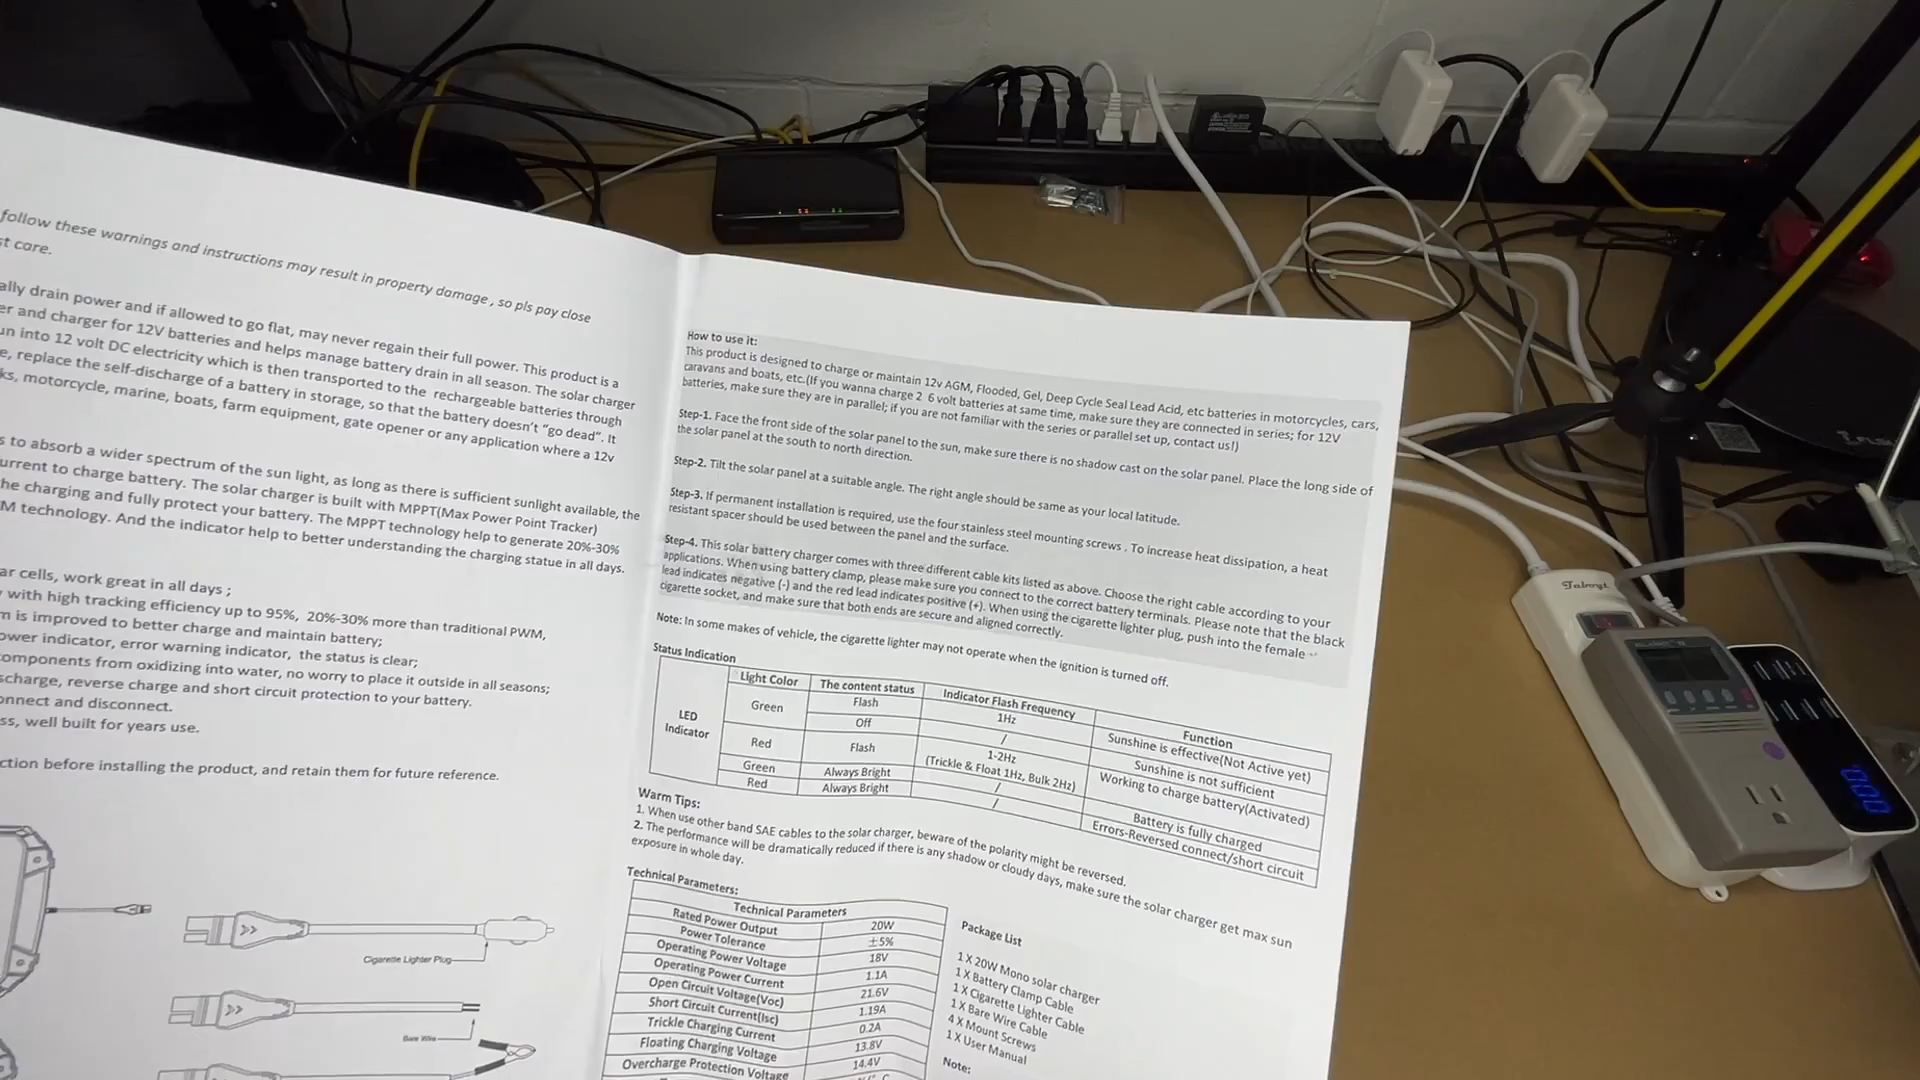 follow these warnings and instructions may result in property damage , so pls pay close
st care.
ally drain power and if allowed to go flat, may never regain their full power. This product is a
er and charger for 12V batteries and helps manage battery drain in all season. The solar charger
un into 12 volt DC electricity which is then transported to the rechargeable batteries through
e, replace the self-discharge of a battery in storage, so that the battery doesn't "go dead". It
ks, motorcycle, marine, boats, farm equipment, gate opener or any application where a 12v
s to absorb a wider spectrum of the sun light, as long as there is sufficient sunlight available, the
urrent to charge battery. The solar charger is built with MPPT(Max Power Point Tracker)
he charging and fully protect your battery. The MPPT technology help to generate 20%-30%
M technology. And the indicator help to better understanding the charging statue in all days.
ar cells, work great in all days ;
with high tracking efficiency up to 95%, 20%-30% more than traditional PWM,
m is improved to better charge and maintain battery;
ower indicator, error warning indicator, the status is clear;
components from oxidizing into water, no worry to place it outside in all seasons;
scharge, reverse charge and short circuit protection to your battery.
onnect and disconnect.
ss, well built for years use.
ction before installing the product, and retain them for future reference.
Cigarette Lighter Plug
Bare Wire
How to use it:
This product is designed to charge or maintain 12v AGM, Flooded, Gel, Deep Cycle Seal Lead Acid, etc batteries in motorcycles, cars,
caravans and boats, etc.(If you wanna charge 2 6 volt batteries at same time, make sure they are connected in series; for 12V
batteries, make sure they are in parallel; if you are not familiar with the series or parallel set up, contact us!)
Step-1. Face the front side of the solar panel to the sun, make sure there is no shadow cast on the solar panel. Place the long side of
the solar panel at the south to north direction.
Step-2. Tilt the solar panel at a suitable angle. The right angle should be same as your local latitude.
Step-3. If permanent installation is required, use the four stainless steel mounting screws . To increase heat dissipation, a heat
resistant spacer should be used between the panel and the surface.
Step-4. This solar battery charger comes with three different cable kits listed as above. Choose the right cable according to your
applications. When using battery clamp, please make sure you connect to the correct battery terminals. Please note that the black
lead indicates negative (-) and the red lead indicates positive (+). When using the cigarette lighter plug, push into the female
cigarette socket, and make sure that both ends are secure and aligned correctly.
Note: In some makes of vehicle, the cigarette lighter may not operate when the ignition is turned off.
Status Indication
LED Indicator
Light Color The content status Indicator Flash Frequency Function
Green Flash 1Hz Sunshine is effective(Not Active yet)
Off / Sunshine is not sufficient
Red Flash 1-2Hz (Trickle & Float 1Hz, Bulk 2Hz) Working to charge battery(Activated)
Green Always Bright / Battery is fully charged
Red Always Bright / Errors-Reversed connect/short circuit
Warm Tips:
1. When use other band SAE cables to the solar charger, beware of the polarity might be reversed.
2. The performance will be dramatically reduced if there is any shadow or cloudy days, make sure the solar charger get max sun
exposure in whole day.
Technical Parameters:
Technical Parameters
Rated Power Output 20W
Power Tolerance ±5%
Operating Power Voltage 18V
Operating Power Current 1.1A
Open Circuit Voltage(Voc) 21.6V
Short Circuit Current(Isc) 1.19A
Trickle Charging Current 0.2A
Floating Charging Voltage 13.8V
Overcharge Protection Voltage 14.4V
Package List
1 X 20W Mono solar charger
1 X Battery Clamp Cable
1 X Cigarette Lighter Cable
1 X Bare Wire Cable
4 X Mount Screws
1 X User Manual
Note:
000